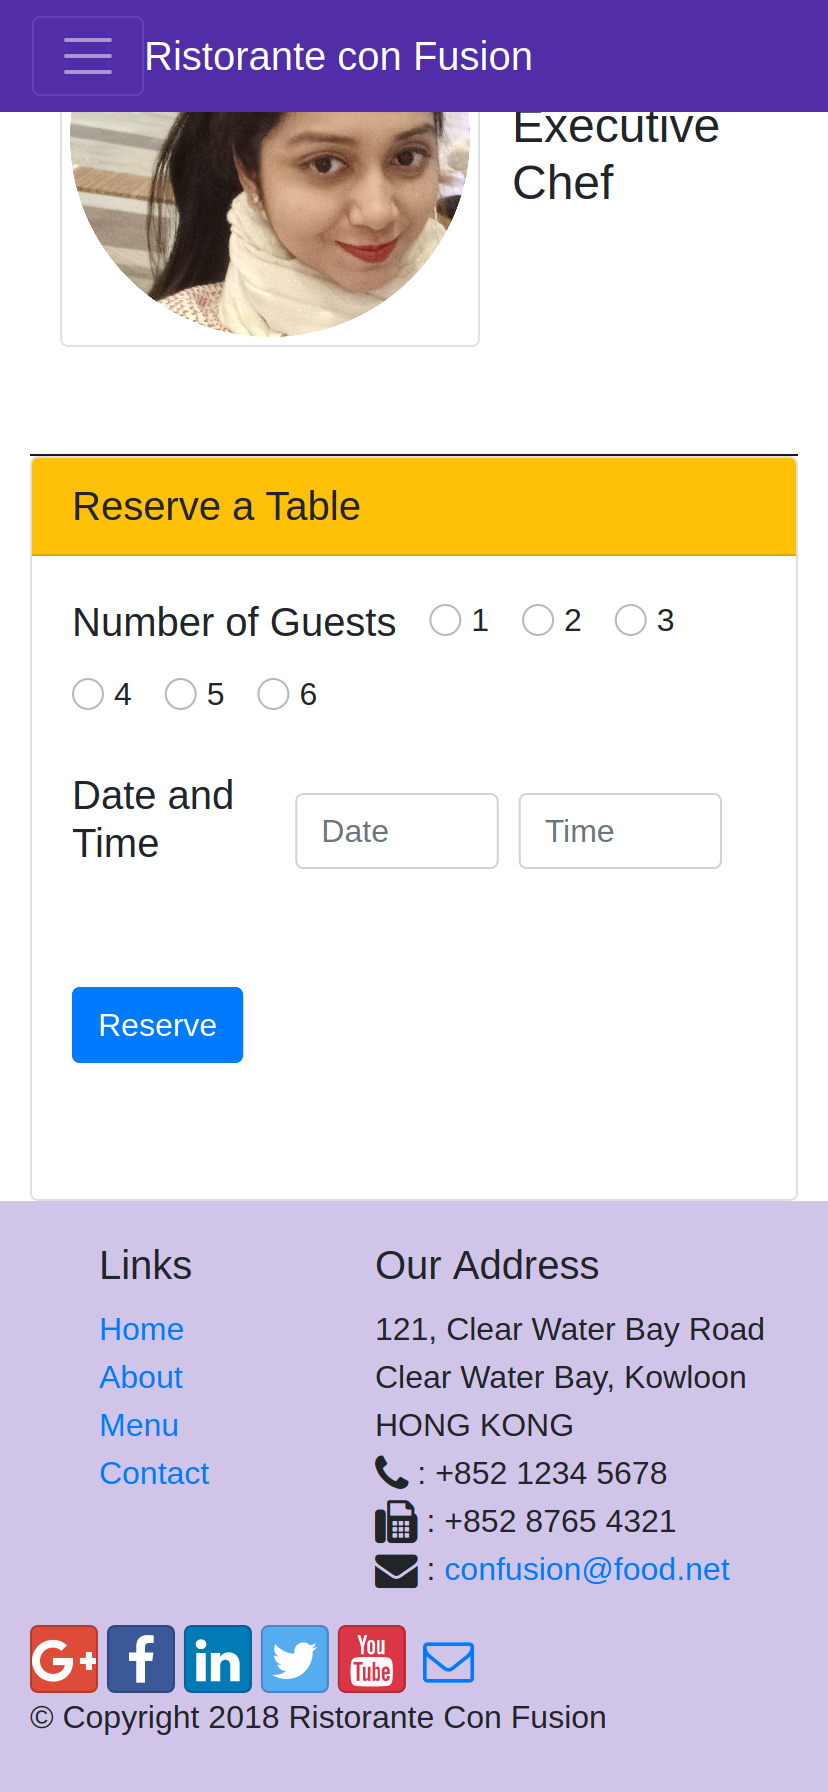 Ristorante con Fusion
Executive
Chef
Reserve a Table
Number of Guests 1 2 3
4 5 6
Date and
Time
Date Time
Reserve
Links
Home
About
Menu
Contact
Our Address
121, Clear Water Bay Road
Clear Water Bay, Kowloon
HONG KONG
: +852 1234 5678
: +852 8765 4321
: confusion@food.net
G+ f in You Tube
© Copyright 2018 Ristorante Con Fusion